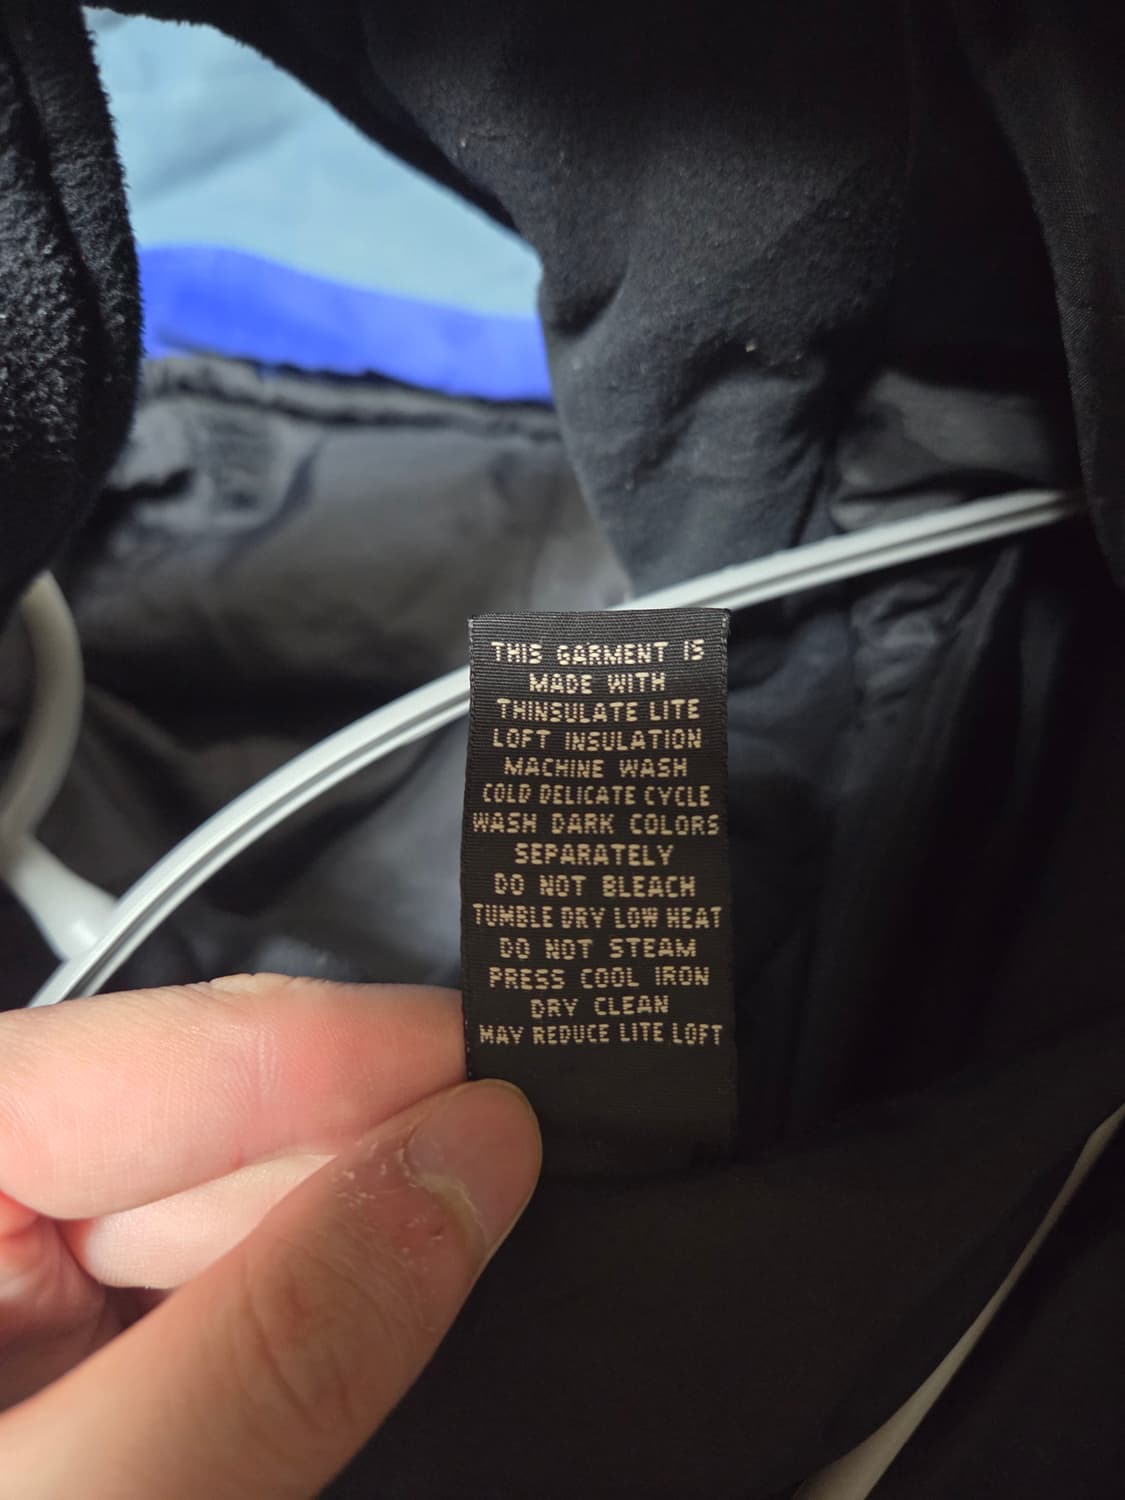 THIS GARMENT IS
MADE WITH
THINSULATE LITE
LOFT INSULATION
MACHINE WASH
COLD DELICATE CYCLE
WASH DARK COLORS
SEPARATELY
DO NOT BLEACH
TUMBLE DRY LOW HEAT
DO NOT STEAM
PRESS COOL IRON
DRY CLEAN
MAY REDUCE LITE LOFT